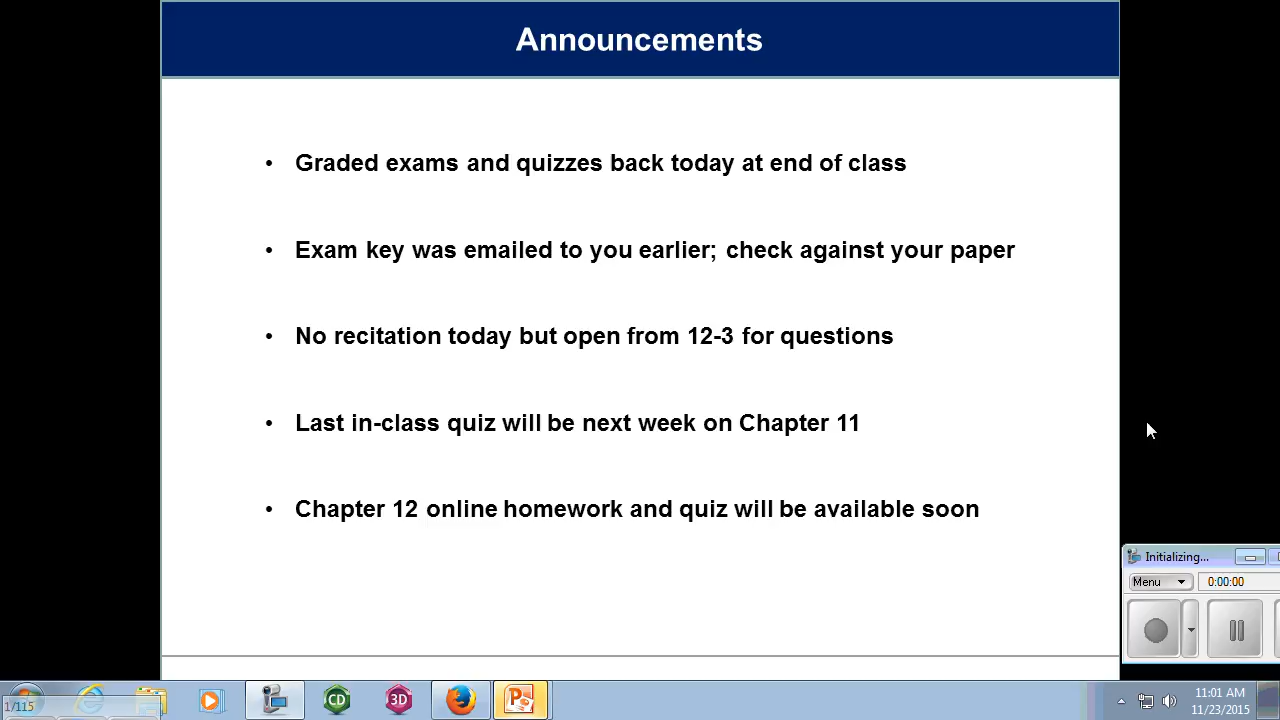 Announcements
• Graded exams and quizzes back today at end of class
• Exam key was emailed to you earlier; check against your paper
• No recitation today but open from 12-3 for questions
• Last in-class quiz will be next week on Chapter 11
• Chapter 12 online homework and quiz will be available soon
Initializing...
Menu 0:00:00
CD 3D
1/115
11:01 AM
11/23/2015